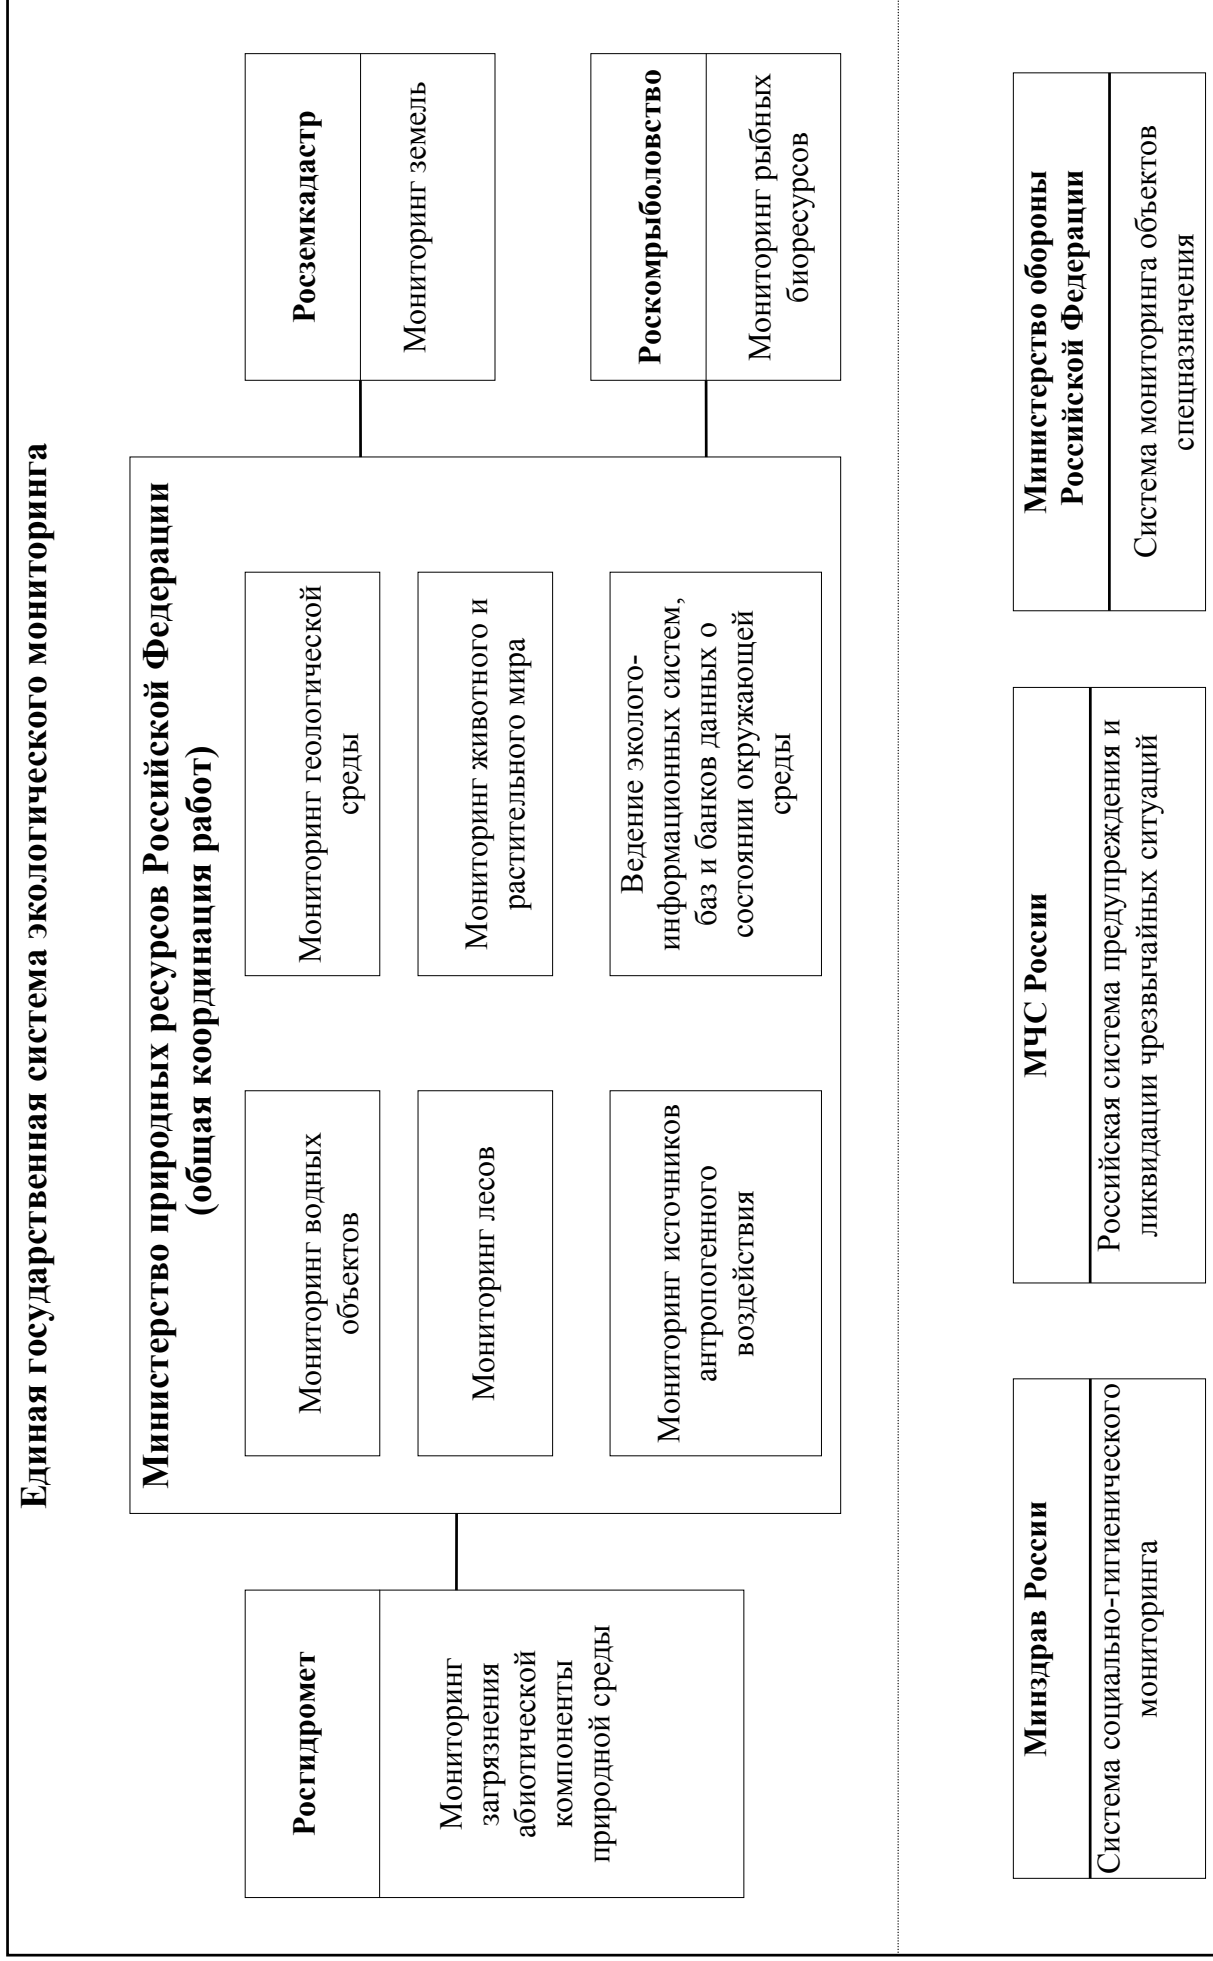 Единая государственная система экологического мониторинга
Министерство природных ресурсов Российской Федерации
(общая координация работ)
Росгидромет
Мониторинг
загрязнения
абиотической
компоненты
природной среды
Мониторинг водных
объектов
Мониторинг геологической
среды
Мониторинг лесов
Мониторинг животного и
растительного мира
Мониторинг источников
антропогенного
воздействия
Ведение эколого-
информационных систем,
баз и банков данных о
состоянии окружающей
среды
Росземкадастр
Мониторинг земель
Роскомрыболовство
Мониторинг рыбных
биоресурсов
Минздрав России
Система социально-гигиенического
мониторинга
МЧС России
Российская система предупреждения и
ликвидации чрезвычайных ситуаций
Министерство обороны
Российской Федерации
Система мониторинга объектов
спецназначения